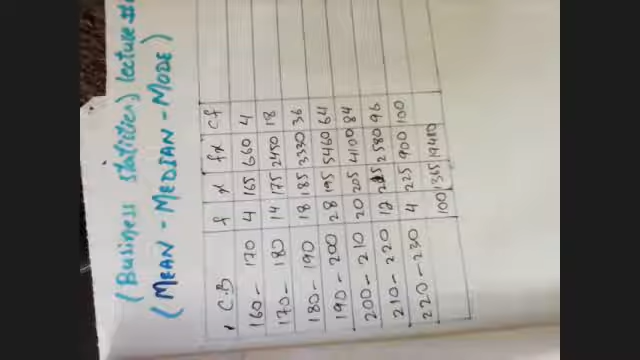 (Business statistics) lecture #
(MEAN - MEDIAN - MODE)
C.B f x fx cf
160 - 170 4 165 660 4
170 - 180 14 175 2450 18
180 - 190 18 185 3330 36
190 - 200 28 195 5460 64
200 - 210 20 205 4100 84
210 - 220 12 215 2580 96
220 - 230 4 225 900 100
100 1365 19480